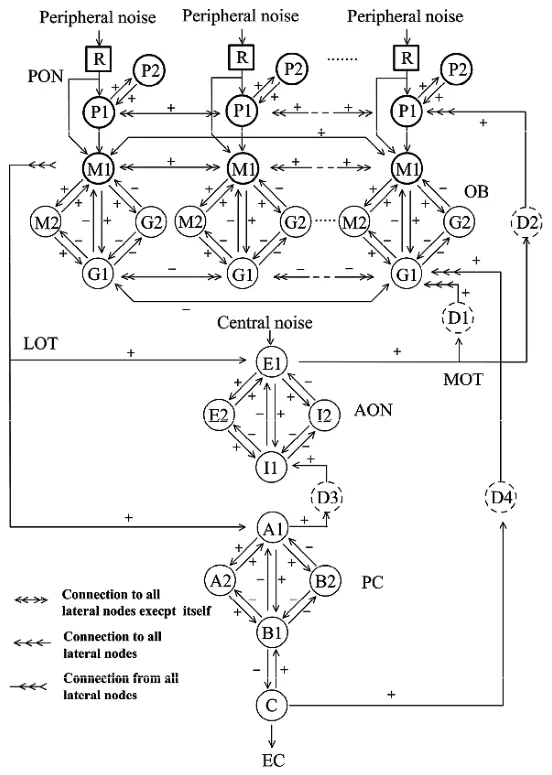 Peripheral noise Peripheral noise Peripheral noise
R R R
PON P2 P2 ....... P2
P1 P1 P1
M1 M1 M1
OB
M2 G2 M2 G2 ...... M2 G2 D2
G1 G1 G1
D1
Central noise
LOT
E1
MOT
E2 I2 AON
I1
D3 D4
A1
A2 B2 PC
Connection to all
lateral nodes execpt itself
B1
Connection to all
lateral nodes
Connection from all
lateral nodes
C
EC